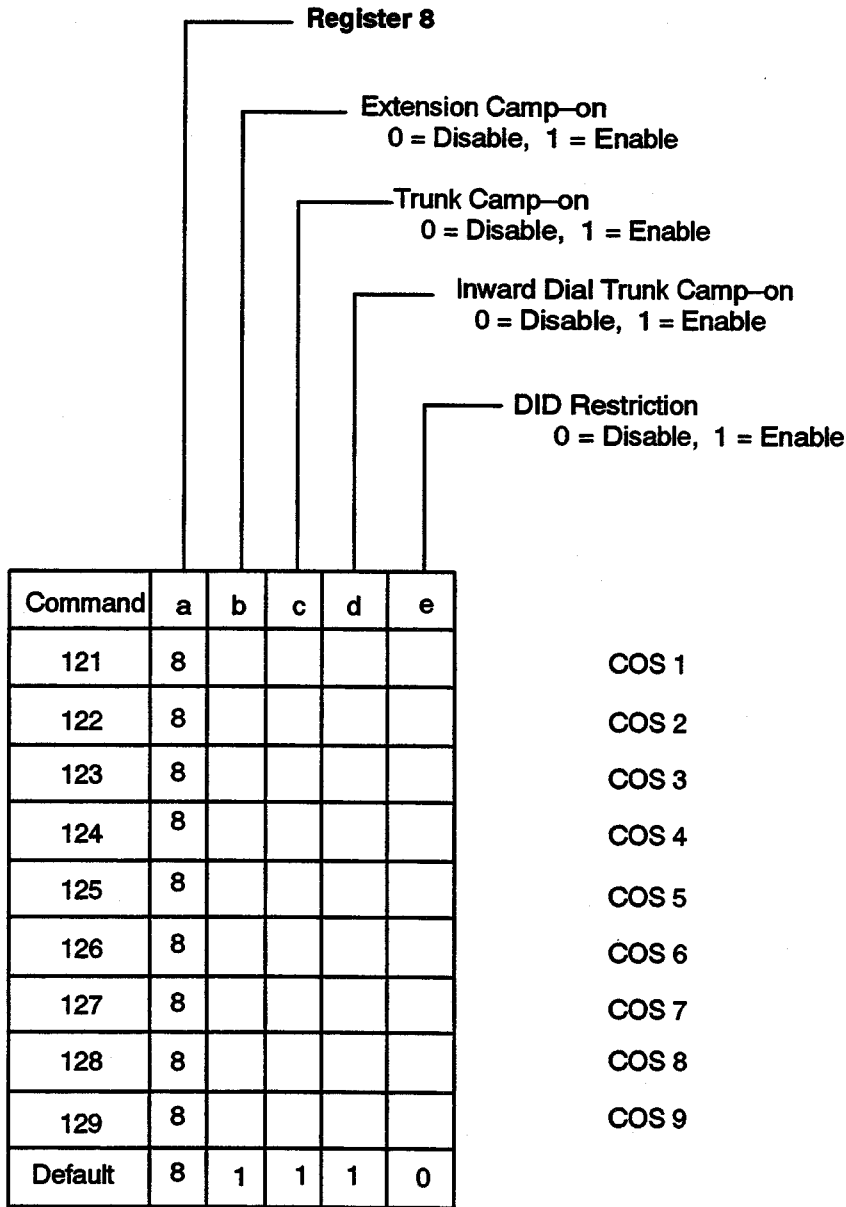 Register 8
Extension Camp–on
0 = Disable, 1 = Enable
Trunk Camp–on
0 = Disable, 1 = Enable
Inward Dial Trunk Camp–on
0 = Disable, 1 = Enable
DID Restriction
0 = Disable, 1 = Enable
Command a b c d e
121 8 COS 1
122 8 COS 2
123 8 COS 3
124 8 COS 4
125 8 COS 5
126 8 COS 6
127 8 COS 7
128 8 COS 8
129 8 COS 9
Default 8 1 1 1 0